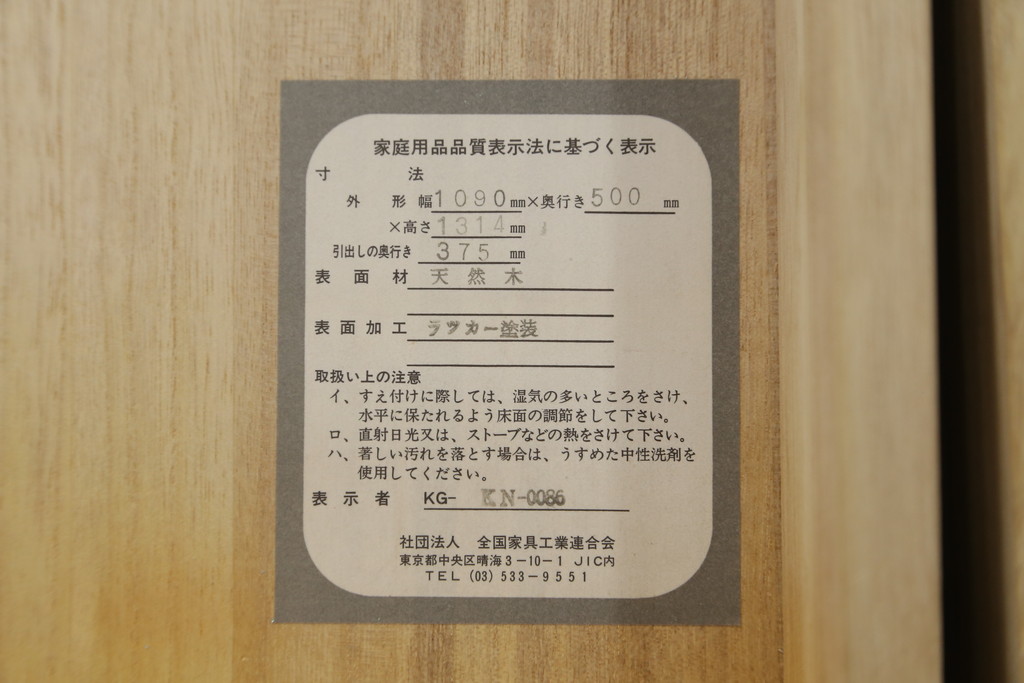 家庭用品品質表示法に基づく表示
寸法
外形 幅1090mm×奥行き500mm
×高さ1314mm
引出しの奥行き 375mm
表面材 天然木
表面加工 ラッカー塗装
取扱い上の注意
イ、すえ付けに際しては、湿気の多いところをさけ、
水平に保たれるよう床面の調節をして下さい。
ロ、直射日光又は、ストーブなどの熱をさけて下さい。
ハ、著しい汚れを落とす場合は、うすめた中性洗剤を
使用してください。
表示者 KG- KN-0086
社団法人 全国家具工業連合会
東京都中央区晴海3-10-1 JIC内
TEL (03) 533-9551